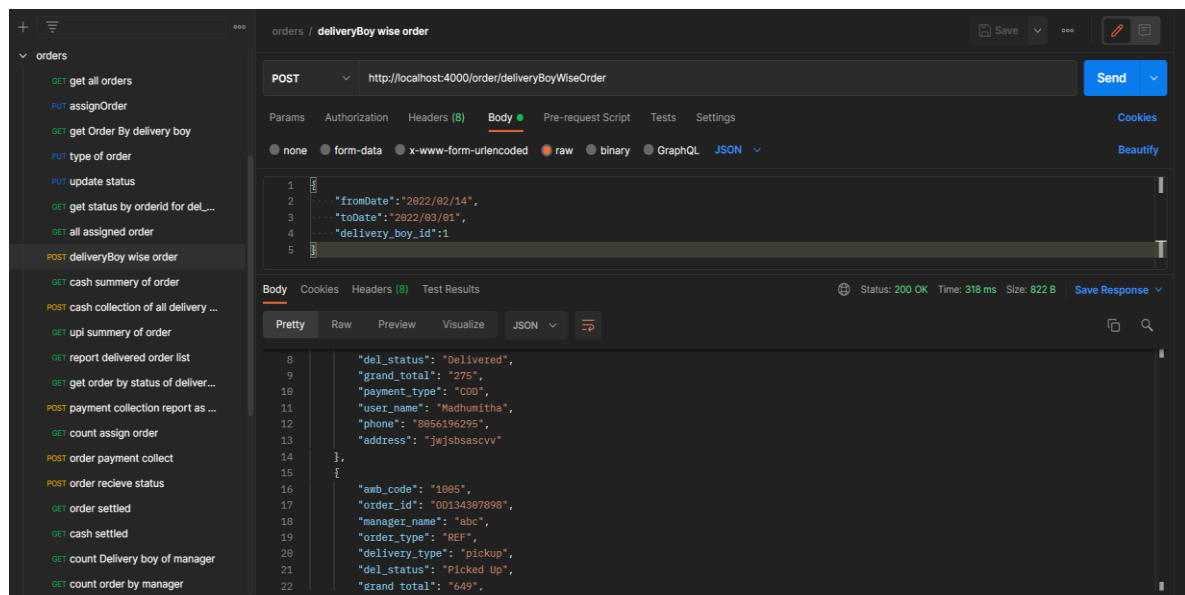 orders / deliveryBoy wise order
Save
orders
GET get all orders
PUT assignOrder
GET get Order By delivery boy
PUT type of order
PUT update status
GET get status by orderid for del_...
GET all assigned order
POST deliveryBoy wise order
GET cash summery of order
POST cash collection of all delivery ...
GET upi summery of order
GET report delivered order list
GET get order by status of deliver...
POST payment collection report as ...
GET count assign order
POST order payment collect
POST order recieve status
GET order settled
GET cash settled
GET count Delivery boy of manager
GET count order by manager
POST http://localhost:4000/order/deliveryBoyWiseOrder Send
Params Authorization Headers (8) Body Pre-request Script Tests Settings Cookies
none form-data x-www-form-urlencoded raw binary GraphQL JSON Beautify
1 {
2 ····"fromDate":"2022/02/14",
3 ····"toDate":"2022/03/01",
4 ····"delivery_boy_id":1
5 }
Body Cookies Headers (8) Test Results Status: 200 OK Time: 318 ms Size: 822 B Save Response
Pretty Raw Preview Visualize JSON
8 "del_status": "Delivered",
9 "grand_total": "275",
10 "payment_type": "COD",
11 "user_name": "Madhumitha",
12 "phone": "8056196295",
13 "address": "jwjsbsascvv"
14 },
15 {
16 "awb_code": "1005",
17 "order_id": "OD134307898",
18 "manager_name": "abc",
19 "order_type": "REF",
20 "delivery_type": "pickup",
21 "del_status": "Picked Up",
22 "grand_total": "649",